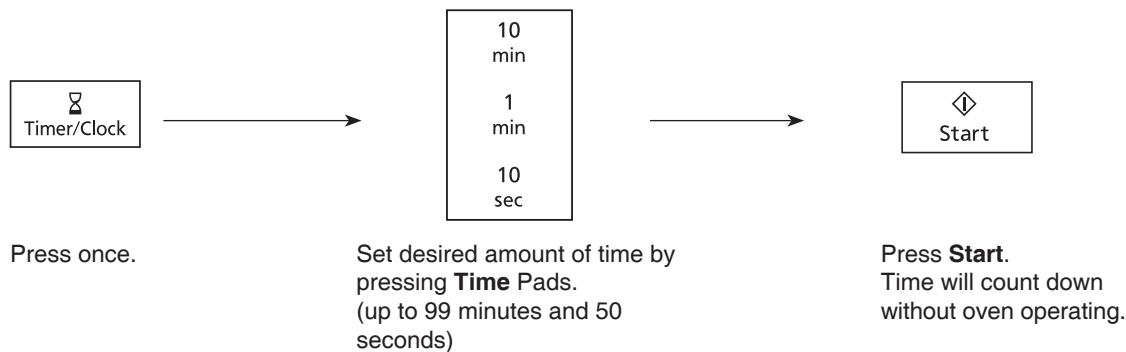 Timer/Clock
10
min
1
min
10
sec
Start
Press once.
Set desired amount of time by
pressing Time Pads.
(up to 99 minutes and 50
seconds)
Press Start.
Time will count down
without oven operating.